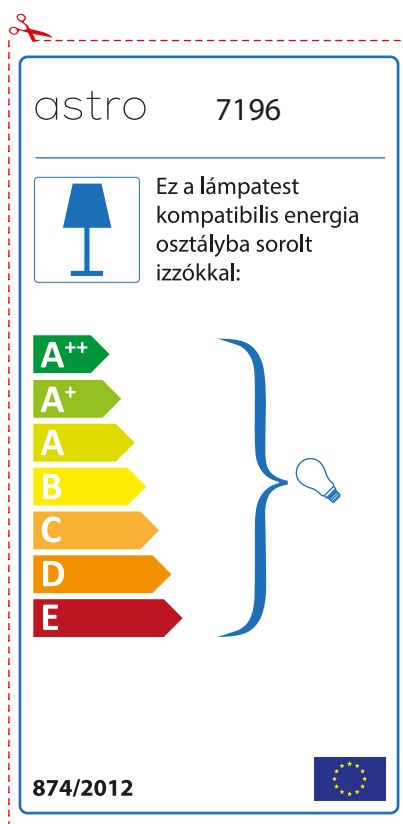 astro 7196
Ez a lámpatest
kompatibilis energia
osztályba sorolt
izzókkal:
A++
A+
A
B
C
D
E
874/2012